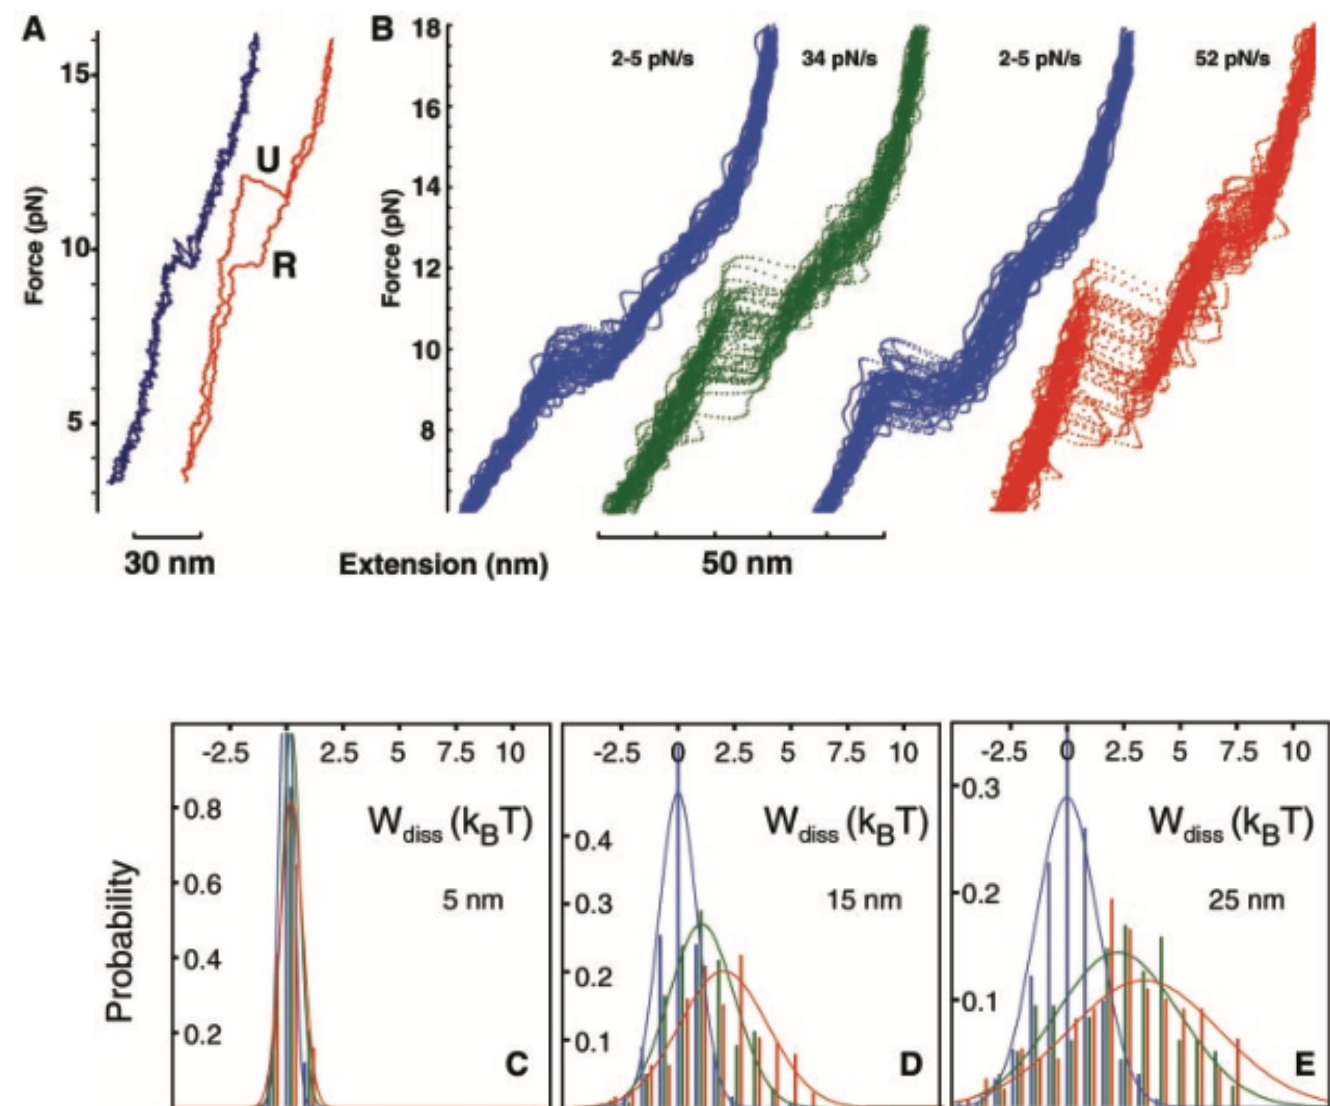 A
B
15
10
5
Force (pN)
U
R
30 nm
18
16
14
12
10
8
Force (pN)
2-5 pN/s
34 pN/s
2-5 pN/s
52 pN/s
Extension (nm)
50 nm
Probability
-2.5 0 2.5 5 7.5 10
0.8
0.6
0.4
0.2
Wdiss (kBT)
5 nm
C
-2.5 0 2.5 5 7.5 10
0.4
0.3
0.2
0.1
Wdiss (kBT)
15 nm
D
-2.5 0 2.5 5 7.5 10
0.3
0.2
0.1
Wdiss (kBT)
25 nm
E